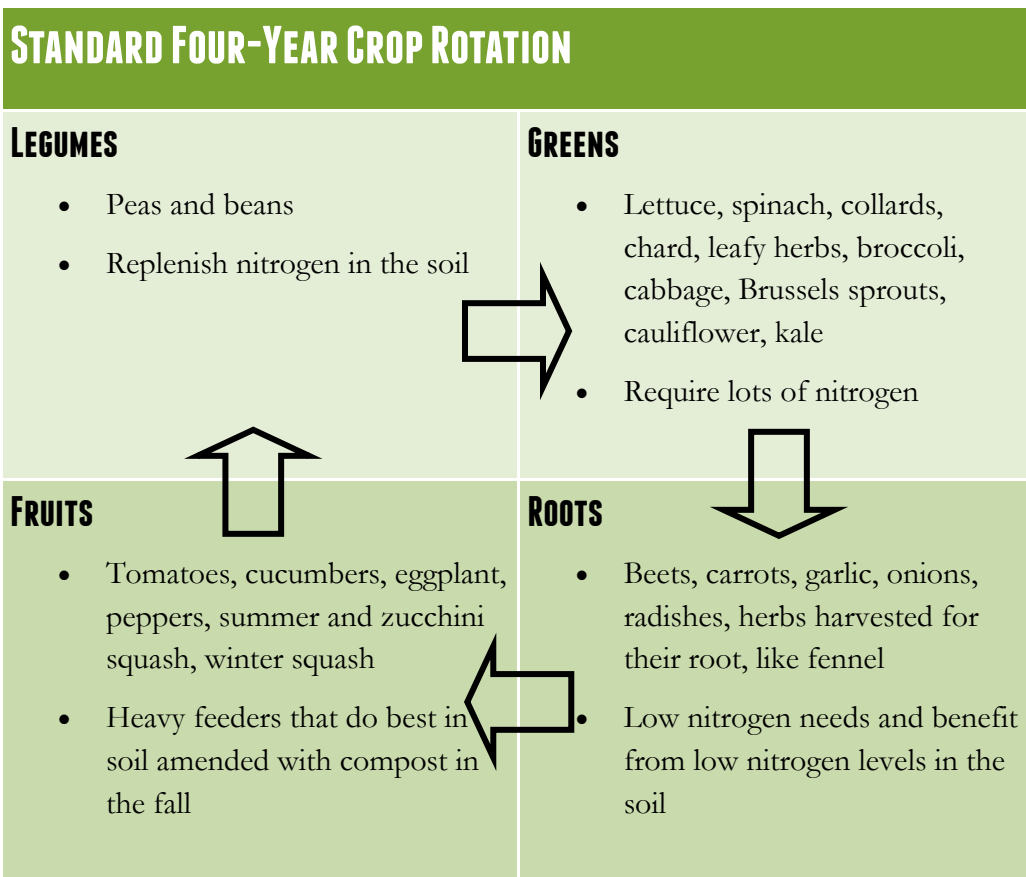 Standard Four-Year Crop Rotation
Legumes
• Peas and beans
• Replenish nitrogen in the soil
Greens
• Lettuce, spinach, collards,
chard, leafy herbs, broccoli,
cabbage, Brussels sprouts,
cauliflower, kale
• Require lots of nitrogen
Fruits
• Tomatoes, cucumbers, eggplant,
peppers, summer and zucchini
squash, winter squash
• Heavy feeders that do best in
soil amended with compost in
the fall
Roots
• Beets, carrots, garlic, onions,
radishes, herbs harvested for
their root, like fennel
• Low nitrogen needs and benefit
from low nitrogen levels in the
soil